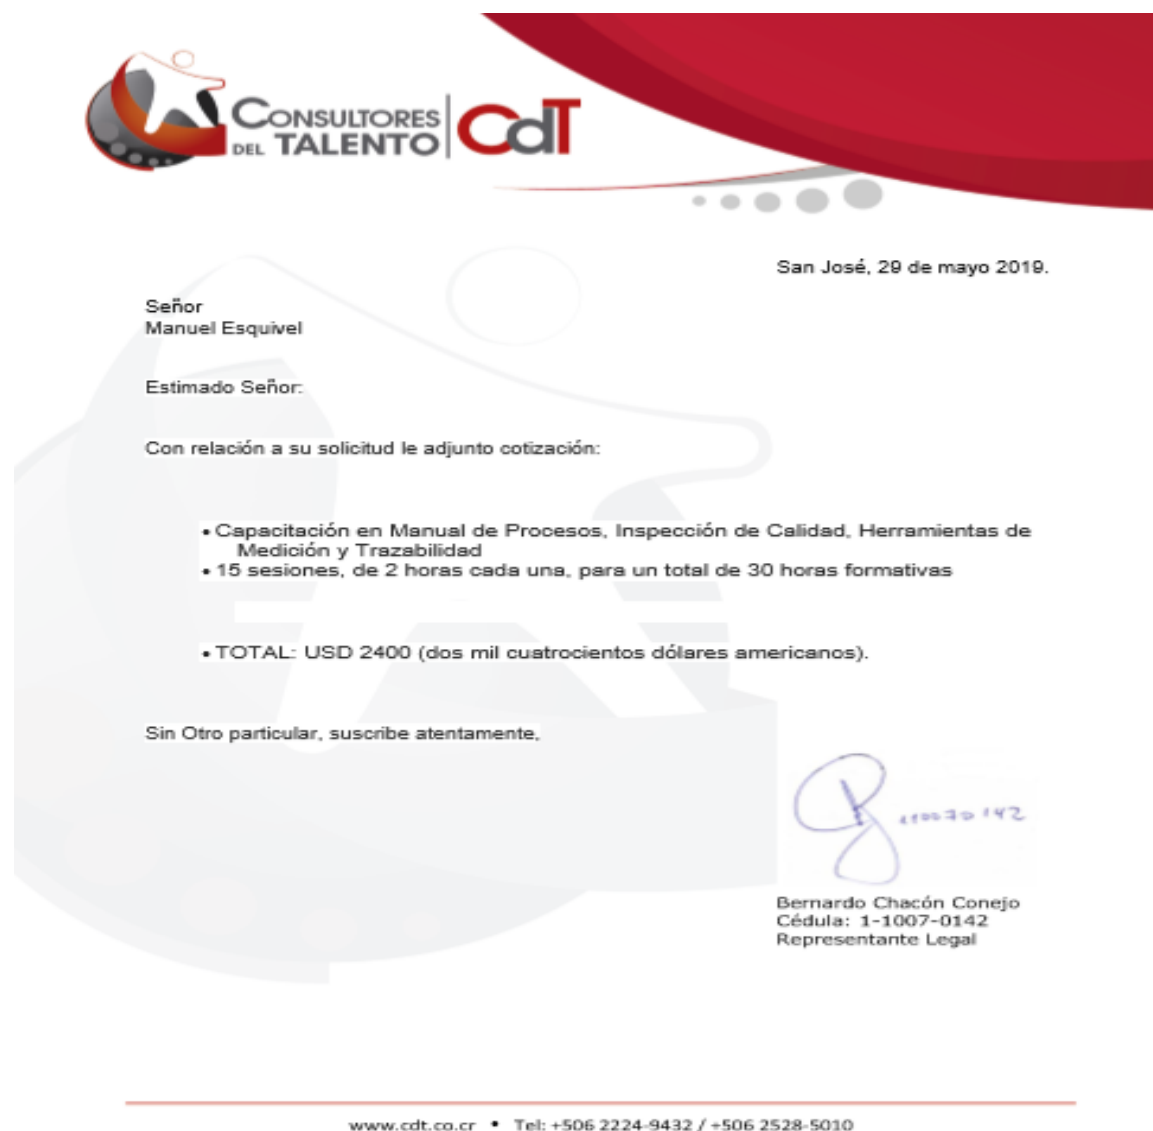 CONSULTORES
DEL TALENTO
CdT
San José, 29 de mayo 2019.
Señor
Manuel Esquivel
Estimado Señor:
Con relación a su solicitud le adjunto cotización:
• Capacitación en Manual de Procesos, Inspección de Calidad, Herramientas de
Medición y Trazabilidad
• 15 sesiones, de 2 horas cada una, para un total de 30 horas formativas
• TOTAL: USD 2400 (dos mil cuatrocientos dólares americanos).
Sin Otro particular, suscribe atentamente,
110070142
Bernardo Chacón Conejo
Cédula: 1-1007-0142
Representante Legal
www.cdt.co.cr • Tel: +506 2224-9432 / +506 2528-5010